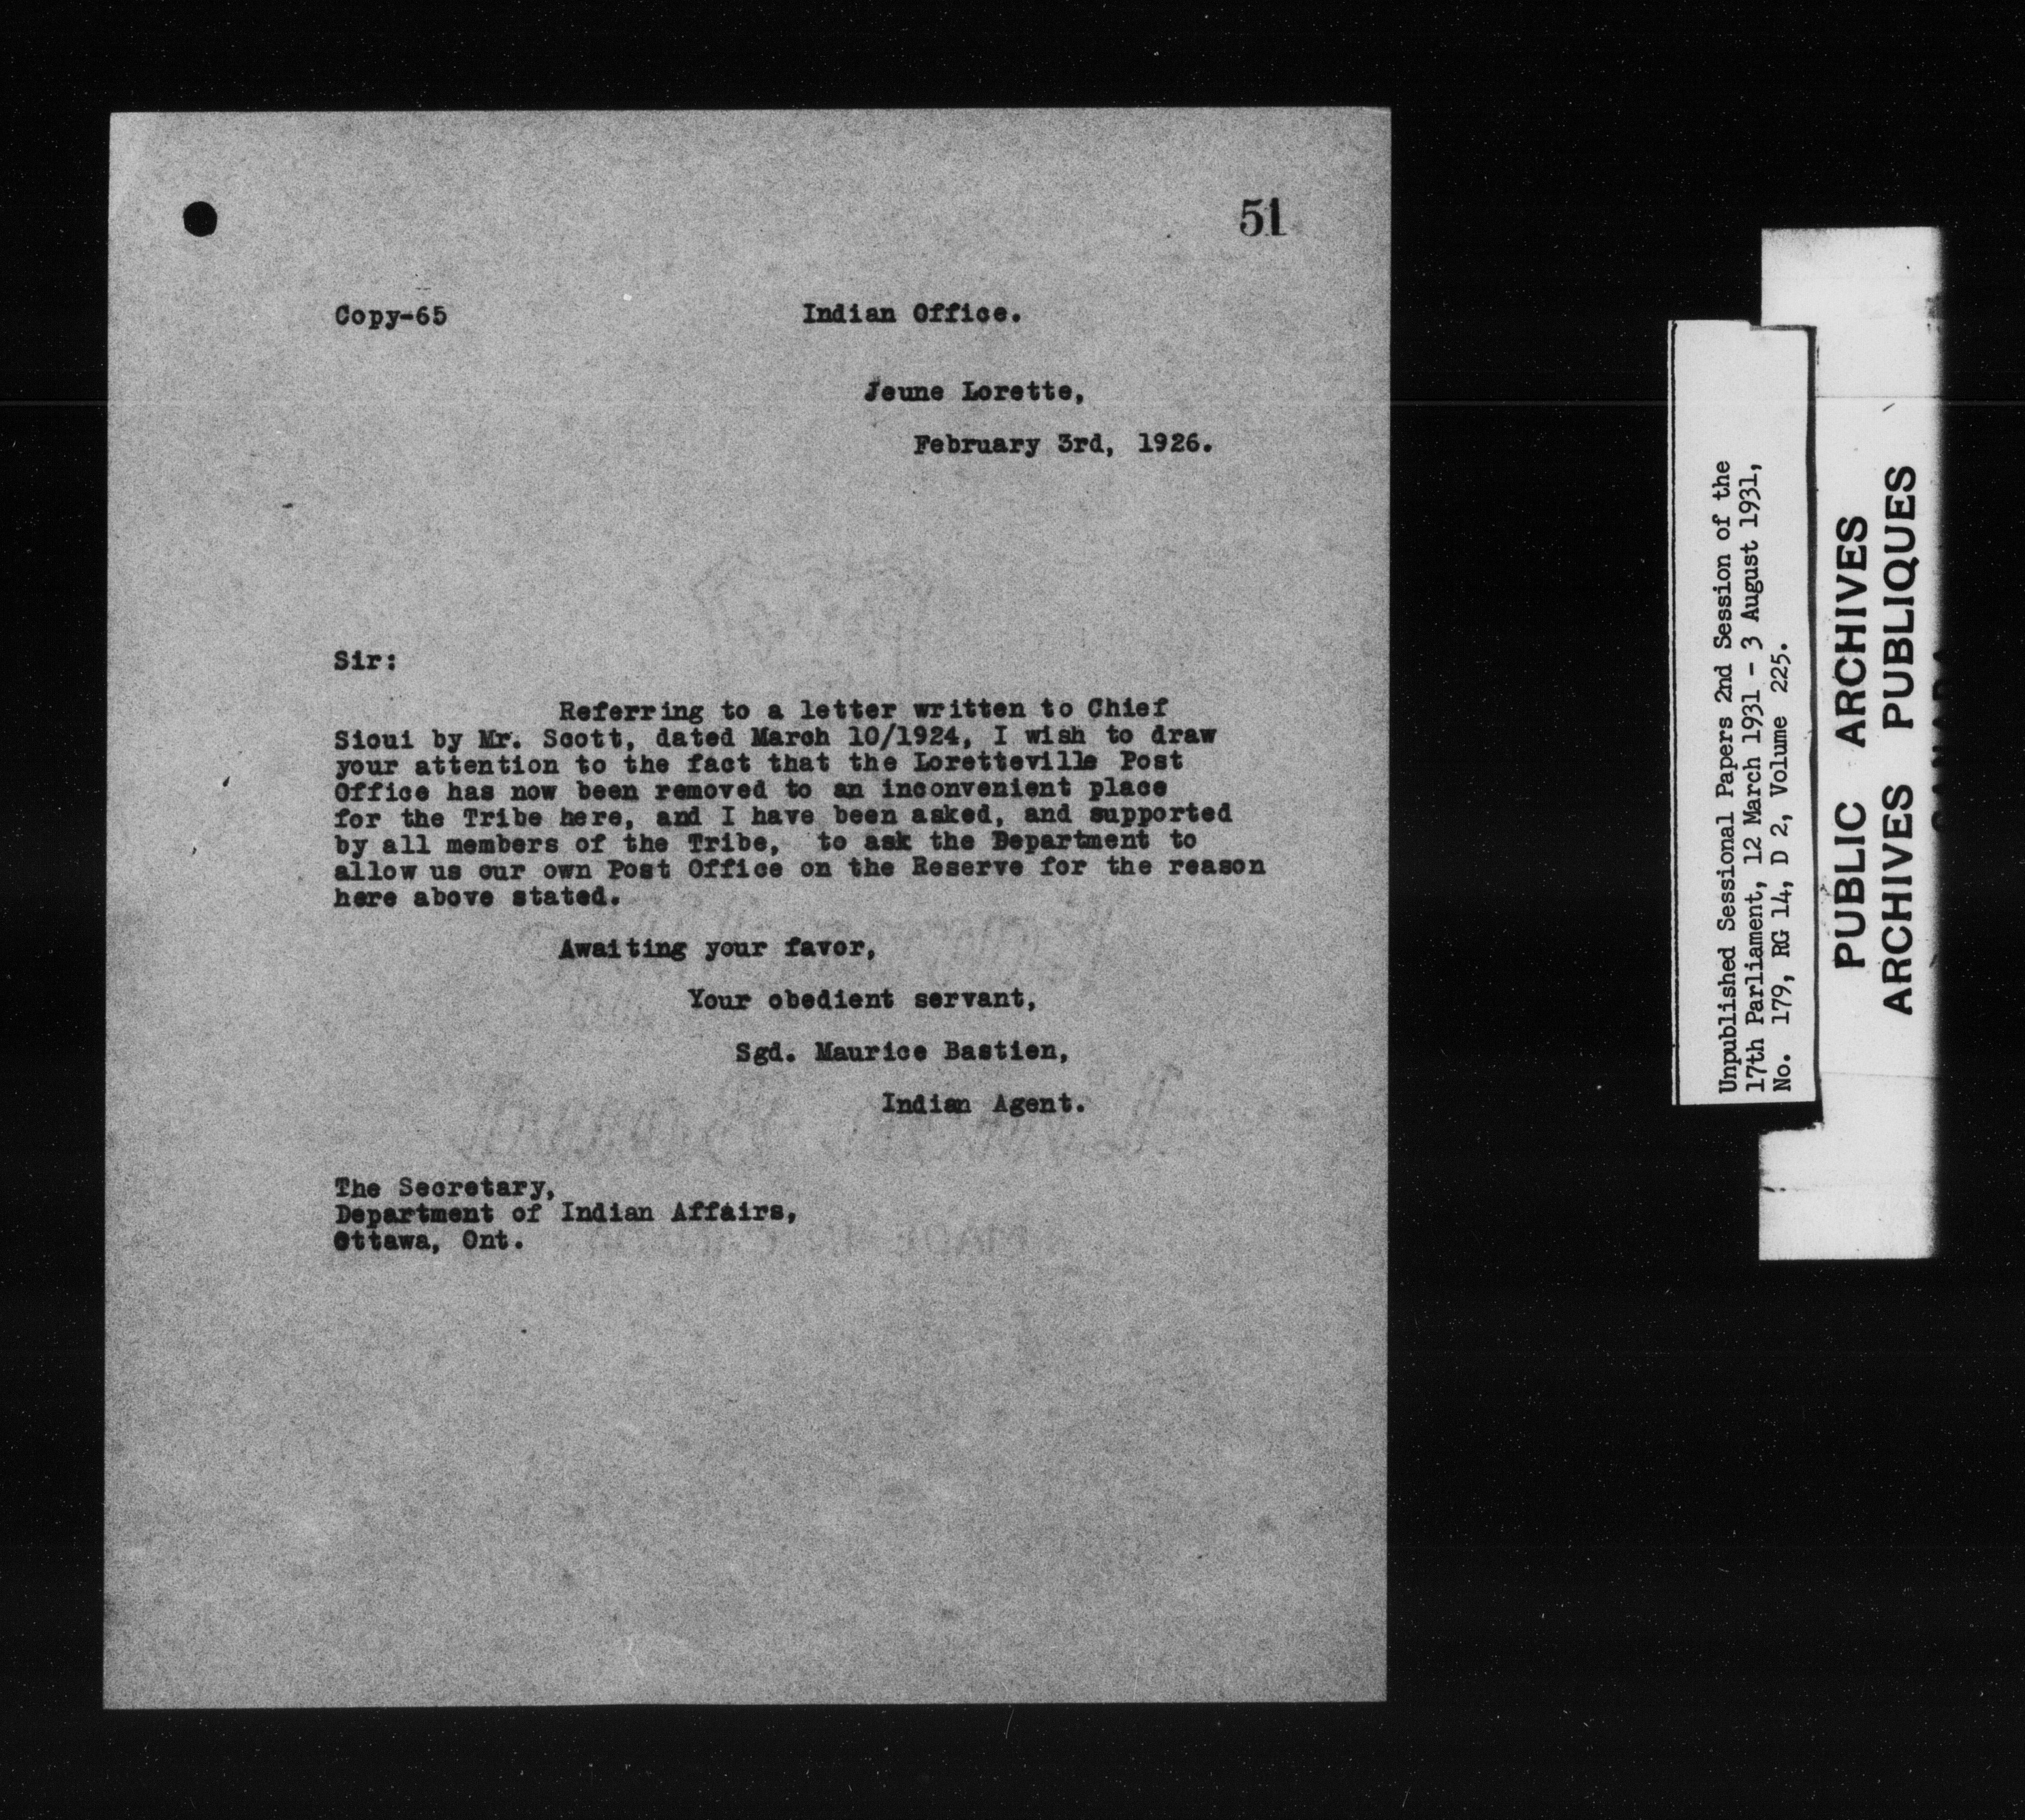 51
Copy-65
Indian Office.
Jeune Lorette,
February 3rd, 1926.
Sir:
Referring to a letter written to Chief
Sioui by Mr. Scott, dated March 10/1924, I wish to draw
your attention to the fact that the Loretteville Post
Office has now been removed to an inconvenient place
for the Tribe here, and I have been asked, and supported
by all members of the Tribe, to ask the Department to
allow us our own Post Office on the Reserve for the reason
here above stated.
Awaiting your favor,
Your obedient servant,
Sgd. Maurice Bastien,
Indian Agent.
The Secretary,
Department of Indian Affairs,
Ottawa, Ont.
Unpublished Sessional Papers 2nd Session of the
17th Parliament, 12 March 1931 - 3 August 1931,
No. 179, RG 14, D 2, Volume 225.
PUBLIC ARCHIVES
ARCHIVES PUBLIQUES
CANADA